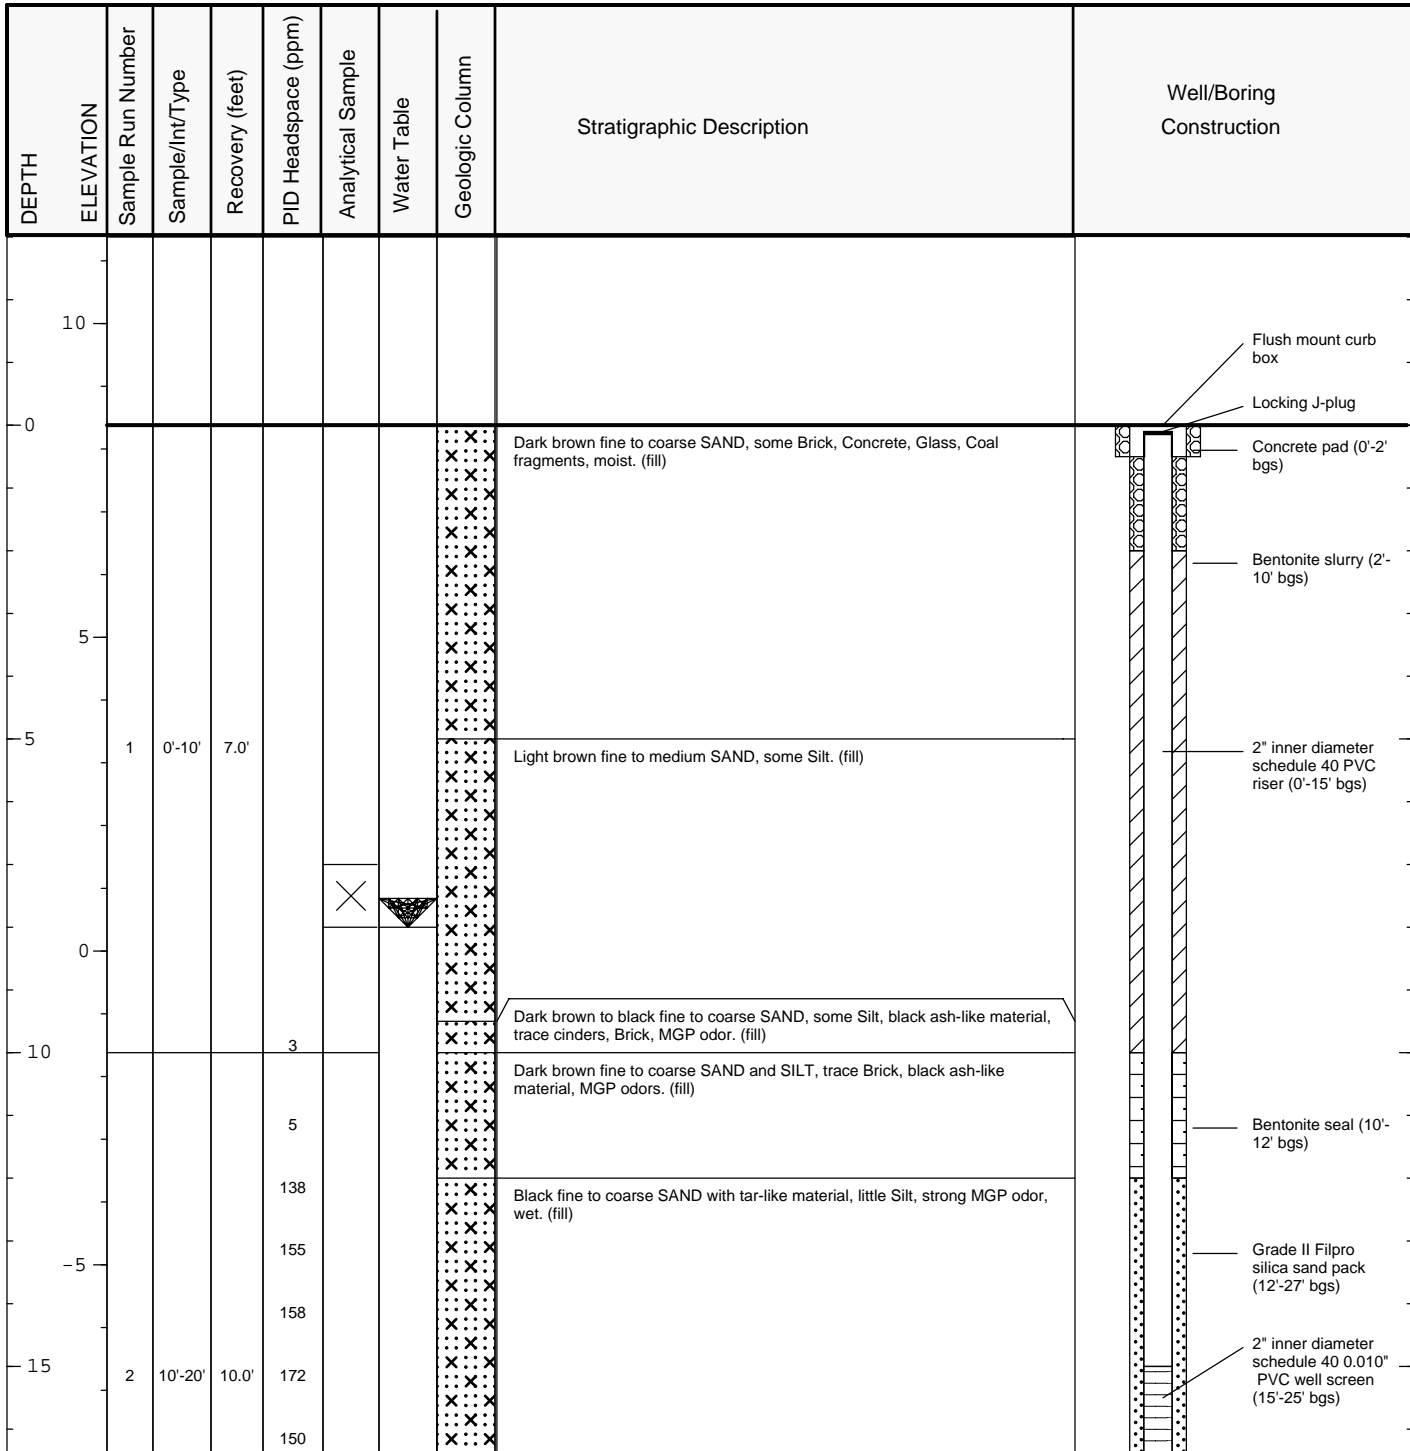 DEPTH
ELEVATION
Sample Run Number
Sample/Int/Type
Recovery (feet)
PID Headspace (ppm)
Analytical Sample
Water Table
Geologic Column
Stratigraphic Description
Well/Boring
Construction
10
Flush mount curb
box
0
Locking J-plug
Dark brown fine to coarse SAND, some Brick, Concrete, Glass, Coal
fragments, moist. (fill)
Concrete pad (0'-2'
bgs)
Bentonite slurry (2'-
10' bgs)
5
5
1
0'-10'
7.0'
Light brown fine to medium SAND, some Silt. (fill)
2" inner diameter
schedule 40 PVC
riser (0'-15' bgs)
0
Dark brown to black fine to coarse SAND, some Silt, black ash-like material,
trace cinders, Brick, MGP odor. (fill)
3
10
Dark brown fine to coarse SAND and SILT, trace Brick, black ash-like
material, MGP odors. (fill)
5
Bentonite seal (10'-
12' bgs)
138
Black fine to coarse SAND with tar-like material, little Silt, strong MGP odor,
wet. (fill)
155
-5
Grade II Filpro
silica sand pack
(12'-27' bgs)
158
15
2
10'-20'
10.0'
172
2" inner diameter
schedule 40 0.010"
PVC well screen
(15'-25' bgs)
150